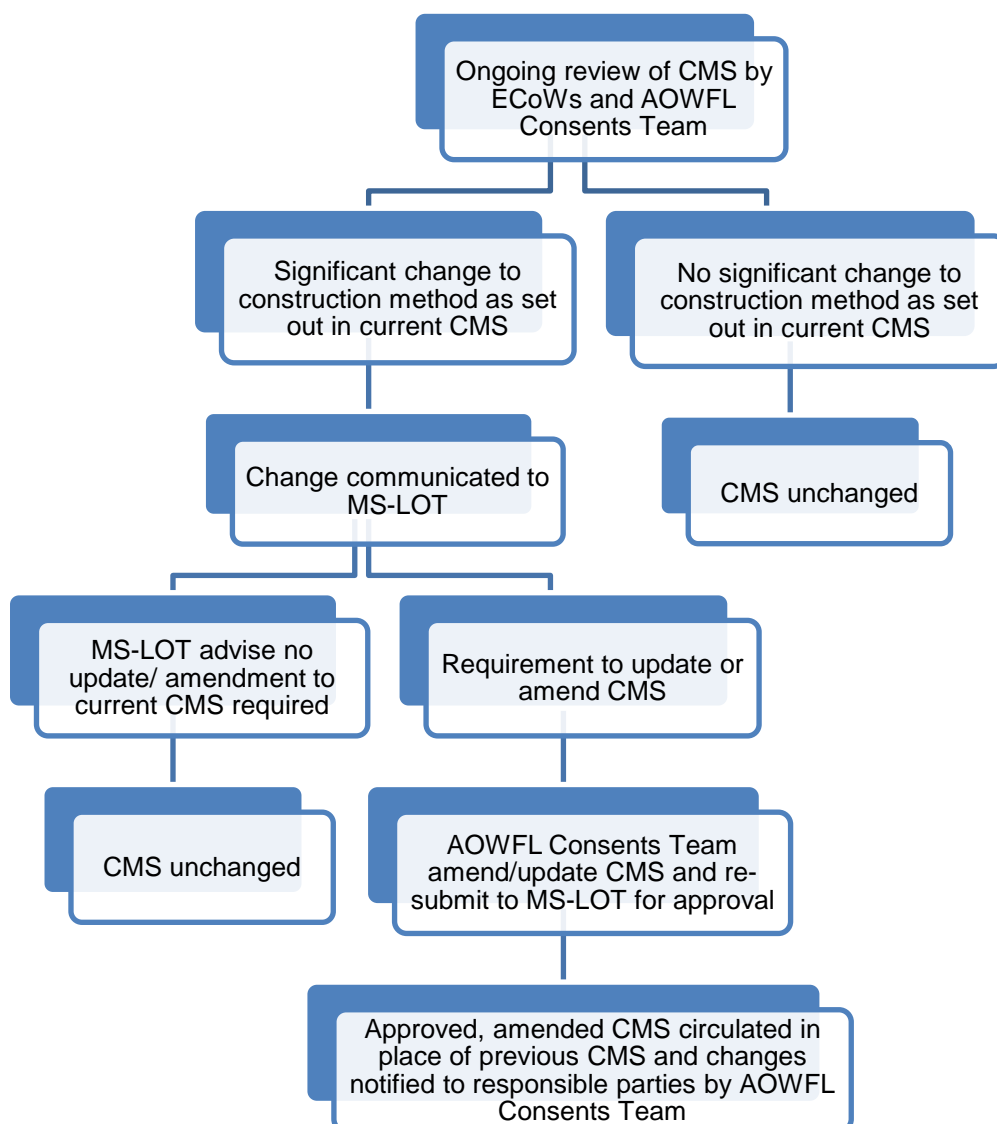 Ongoing review of CMS by
ECoWs and AOWFL
Consents Team
Significant change to
construction method as set
out in current CMS
No significant change to
construction method as set
out in current CMS
Change communicated to
MS-LOT
CMS unchanged
MS-LOT advise no
update/ amendment to
current CMS required
Requirement to update or
amend CMS
CMS unchanged
AOWFL Consents Team
amend/update CMS and re-
submit to MS-LOT for approval
Approved, amended CMS circulated in
place of previous CMS and changes
notified to responsible parties by AOWFL
Consents Team